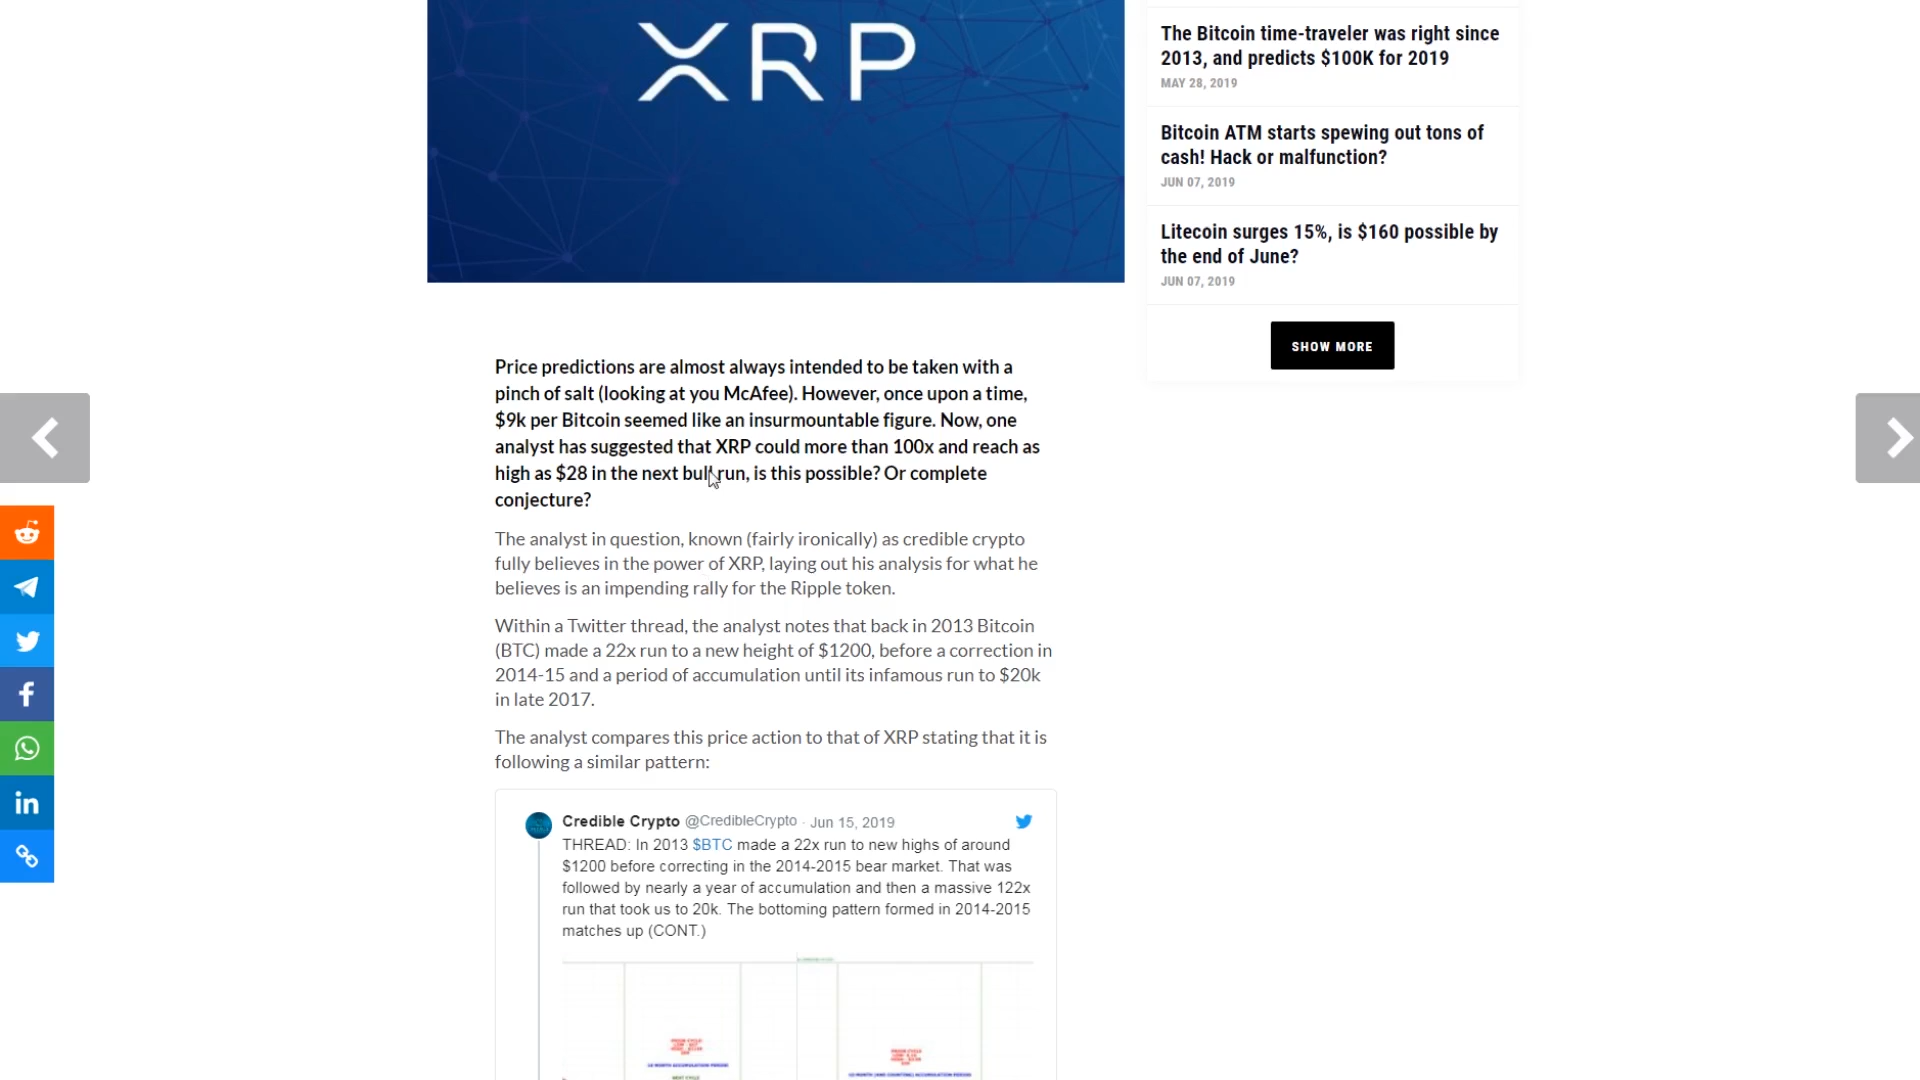 XRP
Price predictions are almost always intended to be taken with a
pinch of salt (looking at you McAfee). However, once upon a time,
$9k per Bitcoin seemed like an insurmountable figure. Now, one
analyst has suggested that XRP could more than 100x and reach as
high as $28 in the next bull run, is this possible? Or complete
conjecture?
The analyst in question, known (fairly ironically) as credible crypto
fully believes in the power of XRP, laying out his analysis for what he
believes is an impending rally for the Ripple token.
Within a Twitter thread, the analyst notes that back in 2013 Bitcoin
(BTC) made a 22x run to a new height of $1200, before a correction in
2014-15 and a period of accumulation until its infamous run to $20k
in late 2017.
The analyst compares this price action to that of XRP stating that it is
following a similar pattern:
Credible Crypto @CredibleCrypto · Jun 15, 2019
THREAD: In 2013 $BTC made a 22x run to new highs of around
$1200 before correcting in the 2014-2015 bear market. That was
followed by nearly a year of accumulation and then a massive 122x
run that took us to 20k. The bottoming pattern formed in 2014-2015
matches up (CONT.)
The Bitcoin time-traveler was right since
2013, and predicts $100K for 2019
MAY 28, 2019
Bitcoin ATM starts spewing out tons of
cash! Hack or malfunction?
JUN 07, 2019
Litecoin surges 15%, is $160 possible by
the end of June?
JUN 07, 2019
SHOW MORE